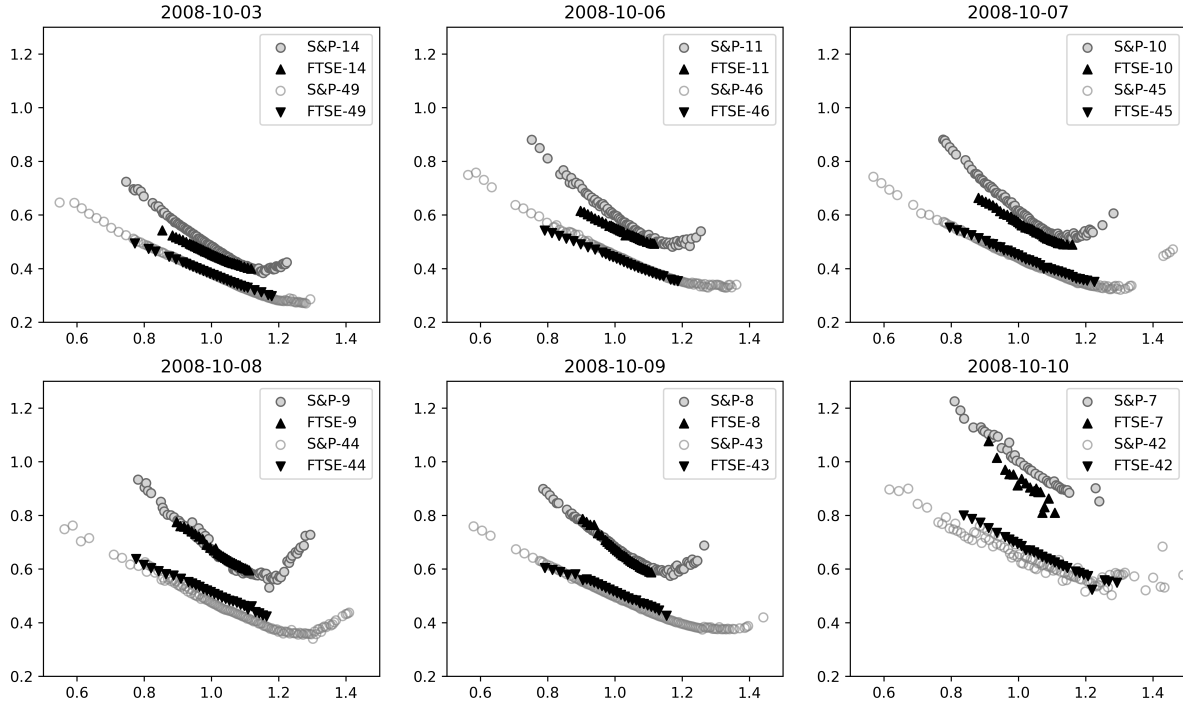 2008-10-03
1.2
1.0
0.8
0.6
0.4
0.2
0.6 0.8 1.0 1.2 1.4
S&P-14
FTSE-14
S&P-49
FTSE-49
2008-10-06
1.2
1.0
0.8
0.6
0.4
0.2
0.6 0.8 1.0 1.2 1.4
S&P-11
FTSE-11
S&P-46
FTSE-46
2008-10-07
1.2
1.0
0.8
0.6
0.4
0.2
0.6 0.8 1.0 1.2 1.4
S&P-10
FTSE-10
S&P-45
FTSE-45
2008-10-08
1.2
1.0
0.8
0.6
0.4
0.2
0.6 0.8 1.0 1.2 1.4
S&P-9
FTSE-9
S&P-44
FTSE-44
2008-10-09
1.2
1.0
0.8
0.6
0.4
0.2
0.6 0.8 1.0 1.2 1.4
S&P-8
FTSE-8
S&P-43
FTSE-43
2008-10-10
1.2
1.0
0.8
0.6
0.4
0.2
0.6 0.8 1.0 1.2 1.4
S&P-7
FTSE-7
S&P-42
FTSE-42